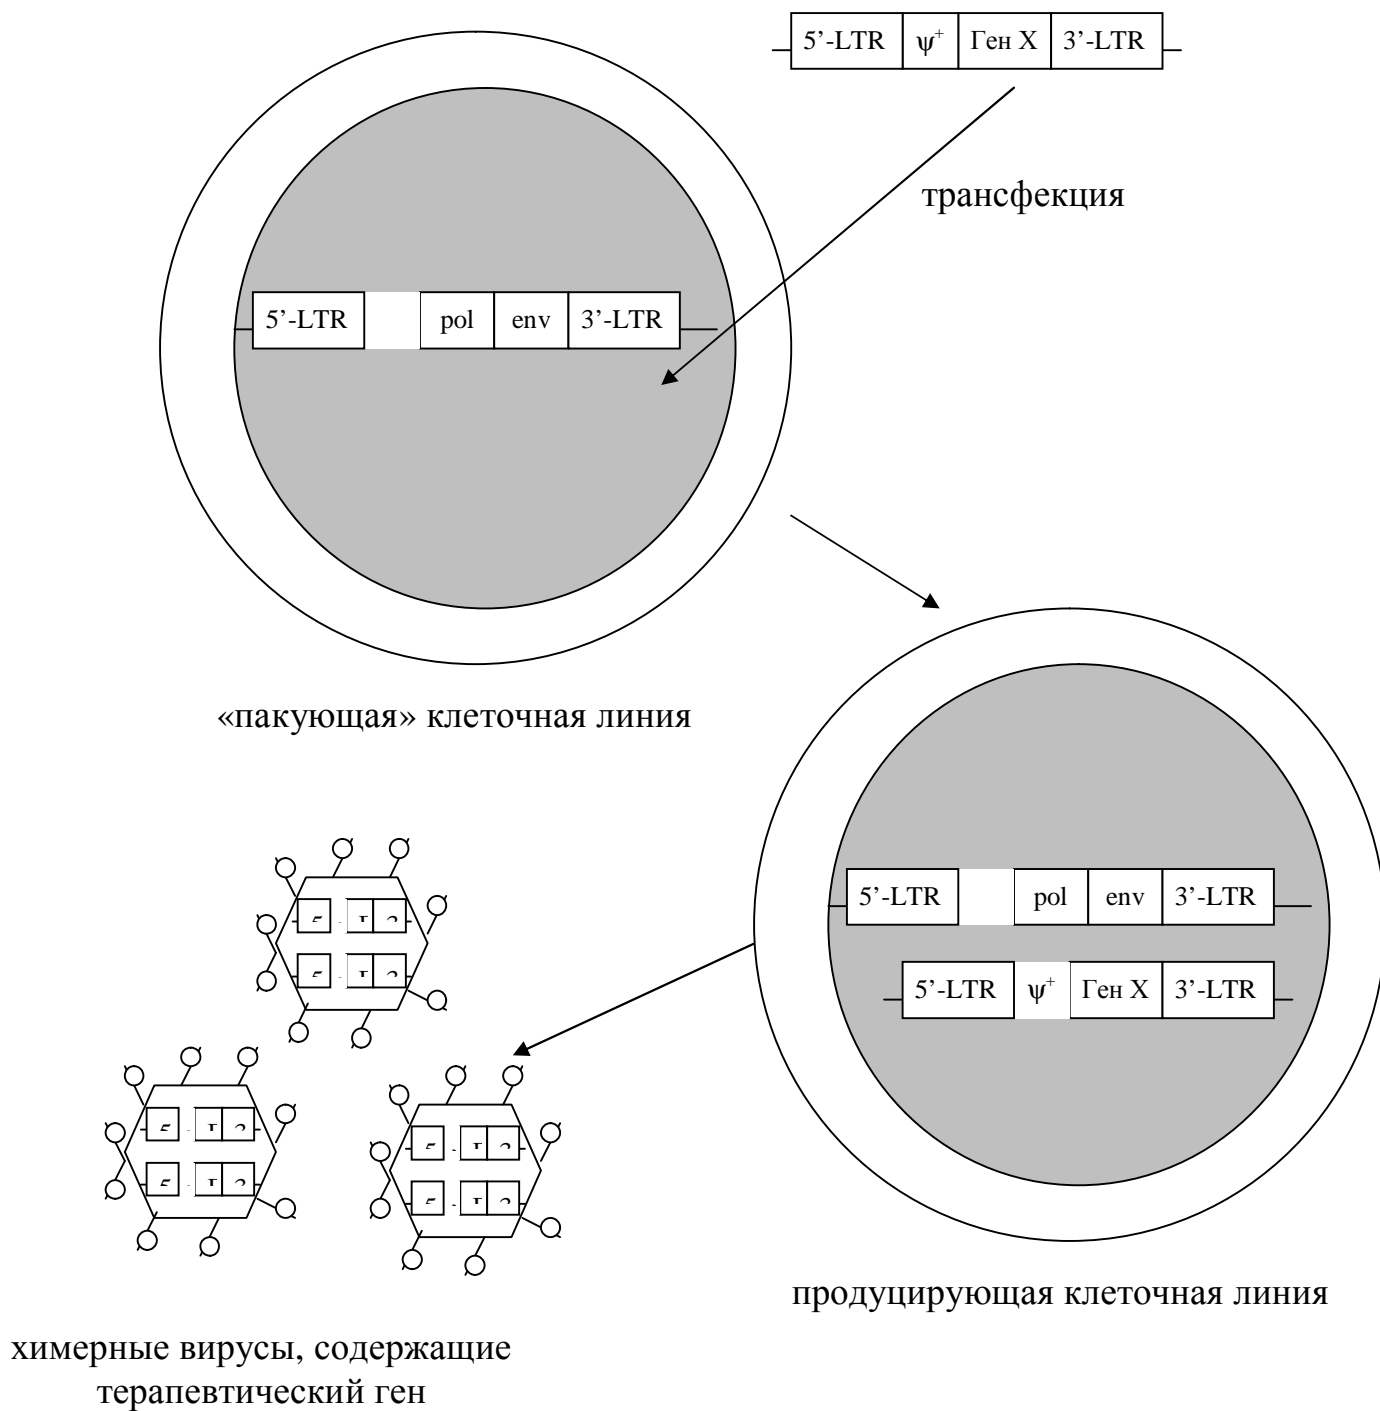 5’-LTR ψ⁺ Ген X 3’-LTR
трансфекция
5’-LTR pol env 3’-LTR
«пакующая» клеточная линия
5’-LTR pol env 3’-LTR
5’-LTR ψ⁺ Ген X 3’-LTR
продуцирующая клеточная линия
химерные вирусы, содержащие
терапевтический ген